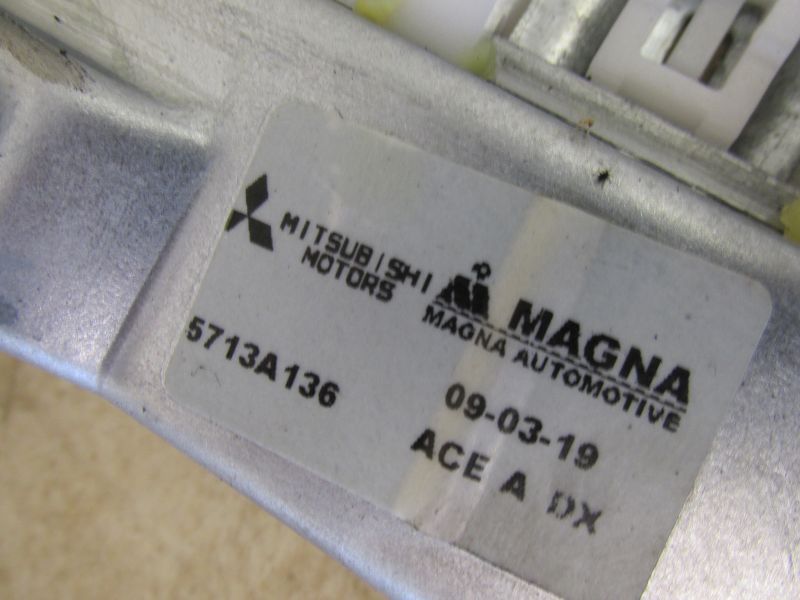 MITSUBISHI
MOTORS
MAGNA
MAGNA AUTOMOTIVE
5713A136
09-03-19
ACE A DX